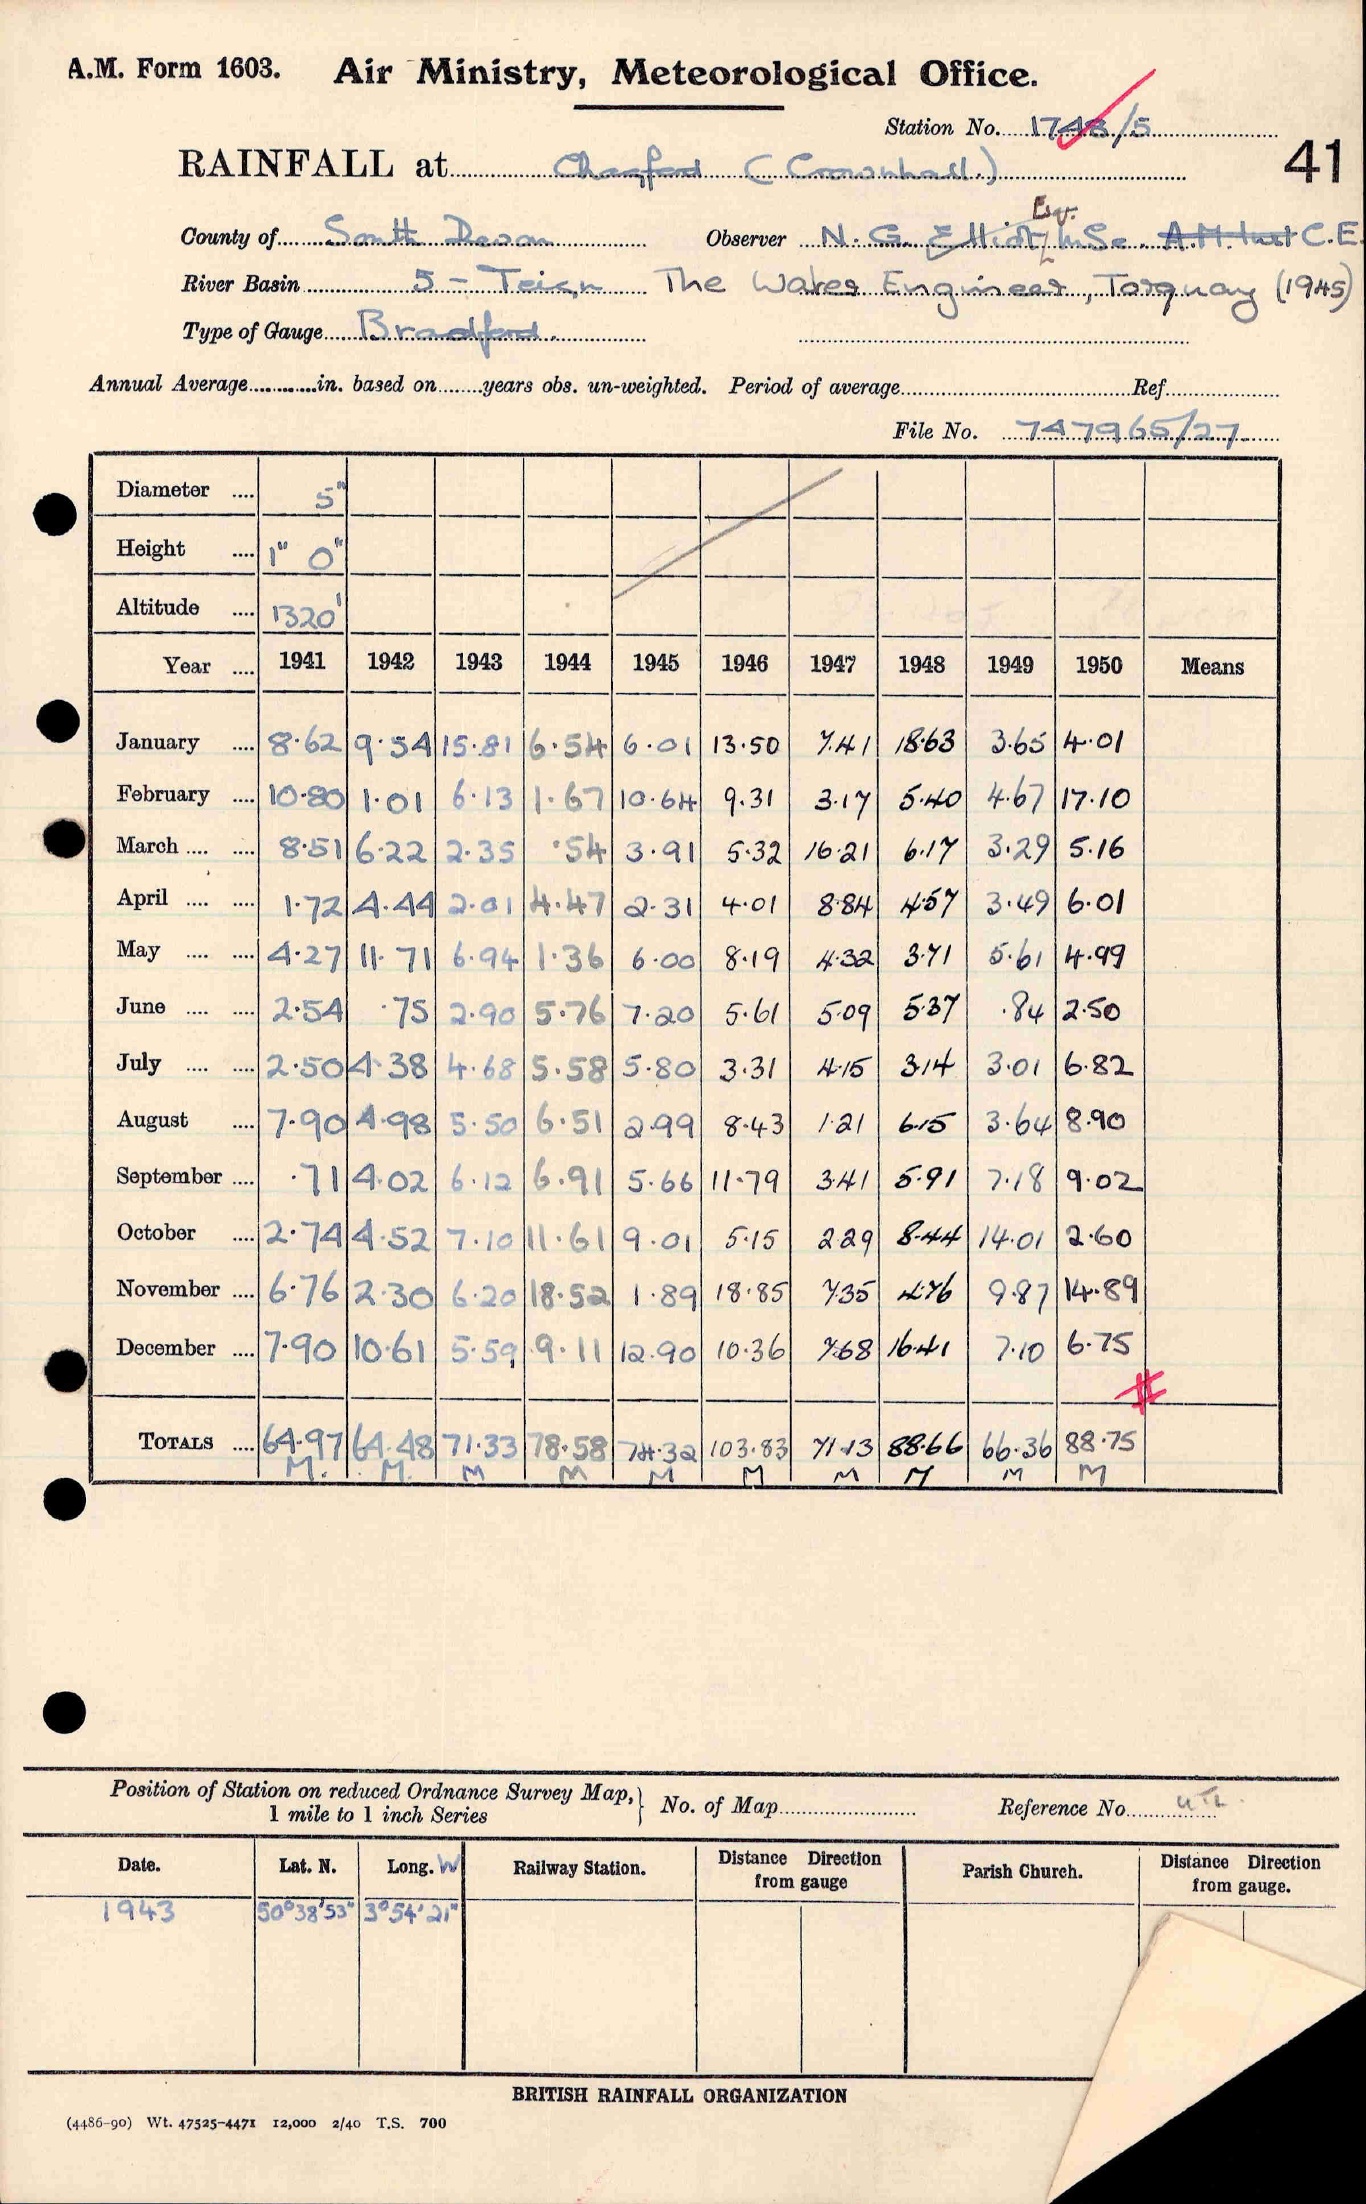 A.M. Form 1603. Air Ministry, Meteorological Office.
Station No. 1748/5
41
RAINFALL at Chagford (Crownhall.)
Esq.
County of South Devon Observer N. G. Elliot, M.Sc. A.M. Inst C.E.
River Basin 5 - Teign The Water Engineer, Torquay (1945)
Type of Gauge Bradford.
Annual Average in. based on years obs. un-weighted. Period of average Ref
File No. 747965/27
Diameter 5"
Height 1" 0"
Altitude 1320'
Year 1941 1942 1943 1944 1945 1946 1947 1948 1949 1950 Means
January 8.62 9.54 15.81 6.54 6.01 13.50 7.41 18.63 3.65 4.01
February 10.80 1.01 6.13 1.67 10.64 9.31 3.17 5.40 4.67 17.10
March 8.51 6.22 2.35 .54 3.91 5.32 16.21 6.17 3.29 5.16
April 1.72 4.44 2.01 4.47 2.31 4.01 8.84 4.57 3.49 6.01
May 4.27 11.71 6.94 1.36 6.00 8.19 4.32 3.71 5.61 4.99
June 2.54 .75 2.90 5.76 7.20 5.61 5.09 5.37 .84 2.50
July 2.50 4.38 4.68 5.58 5.80 3.31 4.15 3.14 3.01 6.82
August 7.90 4.98 5.50 6.51 2.99 8.43 1.21 6.15 3.64 8.90
September .71 4.02 6.12 6.91 5.66 11.79 3.41 5.91 7.18 9.02
October 2.74 4.52 7.10 11.61 9.01 5.15 2.29 8.44 14.01 2.60
November 6.76 2.30 6.20 18.52 1.89 18.85 7.35 4.76 9.87 14.89
December 7.90 10.61 5.59 9.11 12.90 10.36 7.68 16.41 7.10 6.75
TOTALS 64.97 64.48 71.33 78.58 74.32 103.83 71.13 88.66 66.36 88.75
M. M. M M M M M M M M
Position of Station on reduced Ordnance Survey Map, 1 mile to 1 inch Series No. of Map Reference No.
Date. Lat. N. Long. W Railway Station. Distance Direction from gauge Parish Church. Distance Direction from gauge.
1943 50°38'53" 3°54'21"
BRITISH RAINFALL ORGANIZATION
(4486-90) Wt. 47525-4471 12,000 2/40 T.S. 700